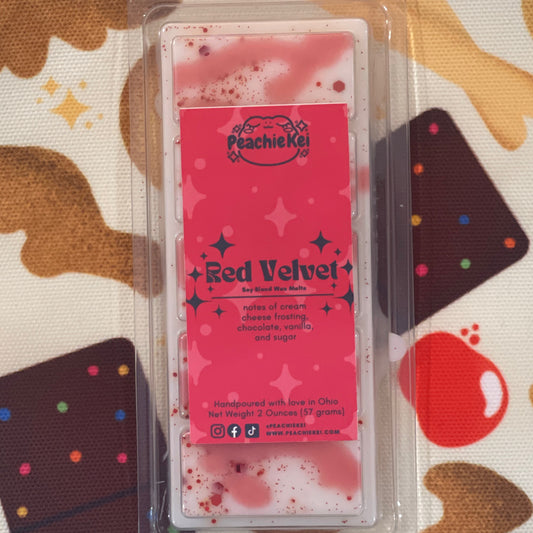 PeachieKei
Red Velvet
Soy Blend Wax Melts
notes of cream
cheese frosting,
chocolate, vanilla,
and sugar
Handpoured with love in Ohio
Net Weight 2 Ounces (57 grams)
@PEACHIEKEI
WWW.PEACHIEKEI.COM